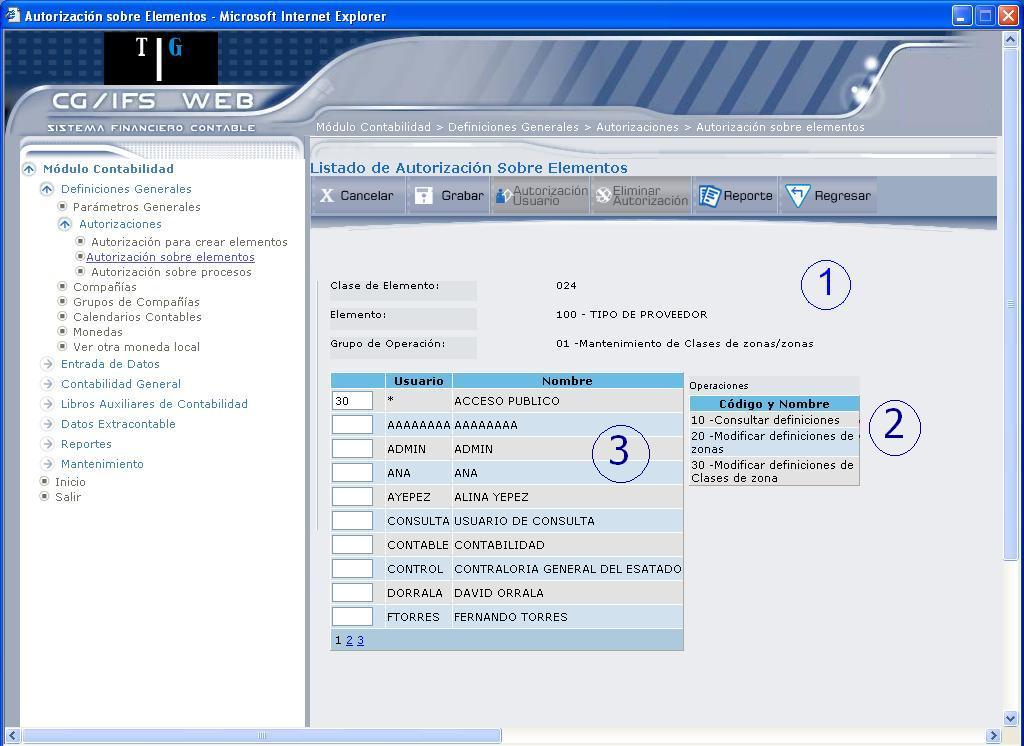 Autorización sobre Elementos - Microsoft Internet Explorer
T G
CG/IFS WEB
SISTEMA FINANCIERO CONTABLE
Módulo Contabilidad > Definiciones Generales > Autorizaciones > Autorización sobre elementos
Módulo Contabilidad
Definiciones Generales
Parámetros Generales
Autorizaciones
Autorización para crear elementos
Autorización sobre elementos
Autorización sobre procesos
Compañías
Grupos de Compañías
Calendarios Contables
Monedas
Ver otra moneda local
Entrada de Datos
Contabilidad General
Libros Auxiliares de Contabilidad
Datos Extracontable
Reportes
Mantenimiento
Inicio
Salir
Listado de Autorización Sobre Elementos
X Cancelar Grabar Autorización Usuario Eliminar Autorización Reporte Regresar
Clase de Elemento: 024
1
Elemento: 100 - TIPO DE PROVEEDOR
Grupo de Operación: 01 -Mantenimiento de Clases de zonas/zonas
Usuario Nombre
30 * ACCESO PUBLICO
AAAAAAAA AAAAAAAA
ADMIN ADMIN
ANA ANA
AYEPEZ ALINA YEPEZ
CONSULTA USUARIO DE CONSULTA
CONTABLE CONTABILIDAD
CONTROL CONTRALORIA GENERAL DEL ESATADO
DORRALA DAVID ORRALA
FTORRES FERNANDO TORRES
1 2 3
3
Operaciones
Código y Nombre
10 -Consultar definiciones
20 -Modificar definiciones de
zonas
30 -Modificar definiciones de
Clases de zona
2